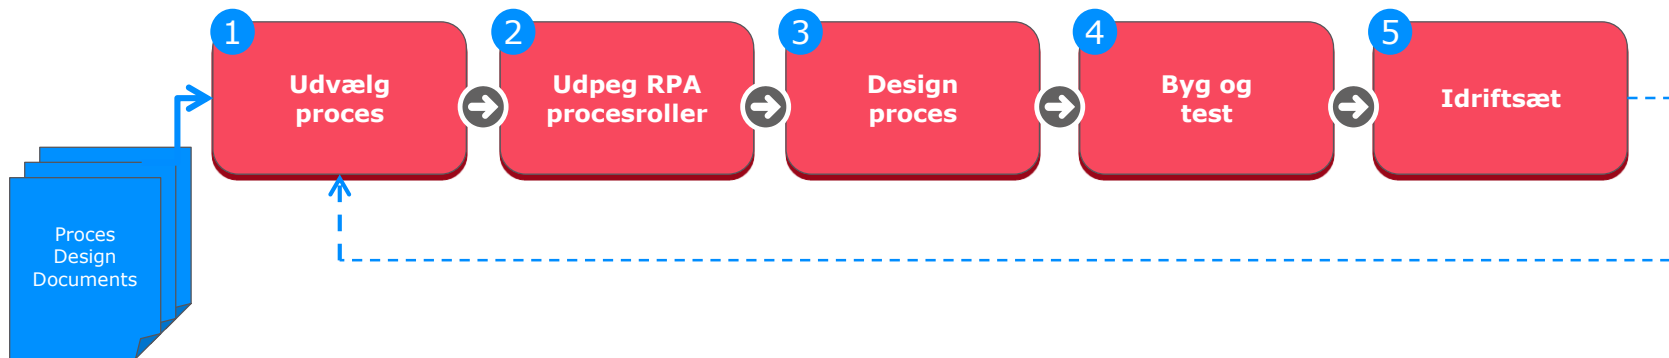 1
Udvælg
proces
2
Udpeg RPA
procesroller
3
Design
proces
4
Byg og
test
5
Idriftsæt
Proces
Design
Documents